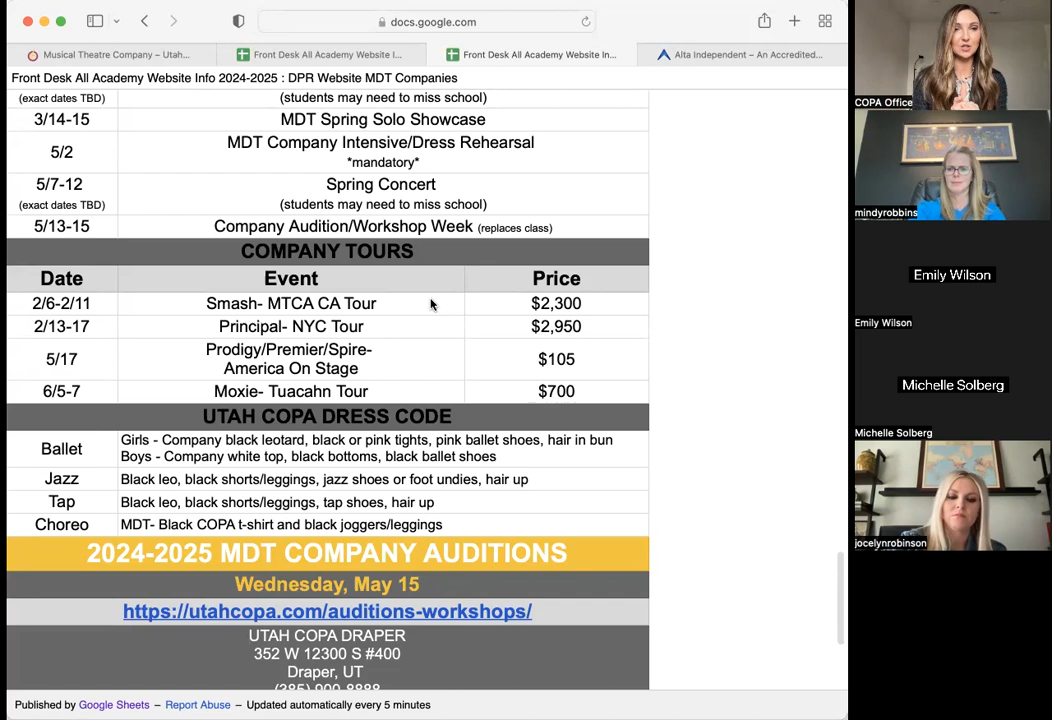 docs.google.com
Musical Theatre Company – Utah...
Front Desk All Academy Website I...
Front Desk All Academy Website In...
Alta Independent – An Accredited...
Front Desk All Academy Website Info 2024-2025 : DPR Website MDT Companies
(exact dates TBD) (students may need to miss school)
3/14-15 MDT Spring Solo Showcase
5/2 MDT Company Intensive/Dress Rehearsal
*mandatory*
5/7-12 Spring Concert
(exact dates TBD) (students may need to miss school)
5/13-15 Company Audition/Workshop Week (replaces class)
COMPANY TOURS
Date Event Price
2/6-2/11 Smash- MTCA CA Tour $2,300
2/13-17 Principal- NYC Tour $2,950
5/17 Prodigy/Premier/Spire- $105
America On Stage
6/5-7 Moxie- Tuacahn Tour $700
UTAH COPA DRESS CODE
Ballet Girls - Company black leotard, black or pink tights, pink ballet shoes, hair in bun
Boys - Company white top, black bottoms, black ballet shoes
Jazz Black leo, black shorts/leggings, jazz shoes or foot undies, hair up
Tap Black leo, black shorts/leggings, tap shoes, hair up
Choreo MDT- Black COPA t-shirt and black joggers/leggings
2024-2025 MDT COMPANY AUDITIONS
Wednesday, May 15
https://utahcopa.com/auditions-workshops/
UTAH COPA DRAPER
352 W 12300 S #400
Draper, UT
(385) 900-8888
Published by Google Sheets – Report Abuse – Updated automatically every 5 minutes
COPA Office
mindyrobbins
Emily Wilson
Emily Wilson
Michelle Solberg
Michelle Solberg
jocelynrobinson